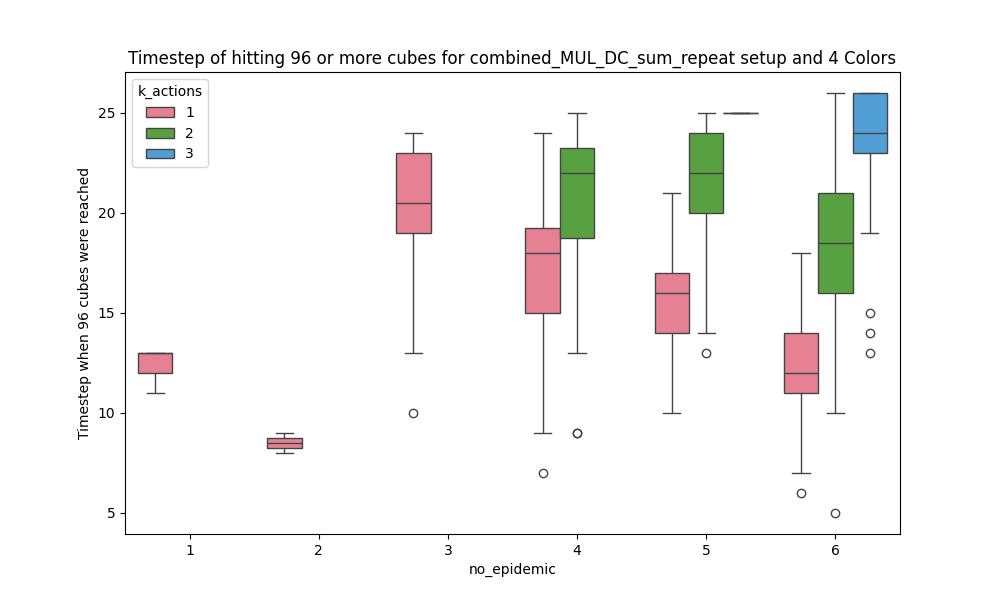 Timestep of hitting 96 or more cubes for combined_MUL_DC_sum_repeat setup and 4 Colors
k_actions
1
2
3
Timestep when 96 cubes were reached
25
20
15
10
5
1 2 3 4 5 6
no_epidemic